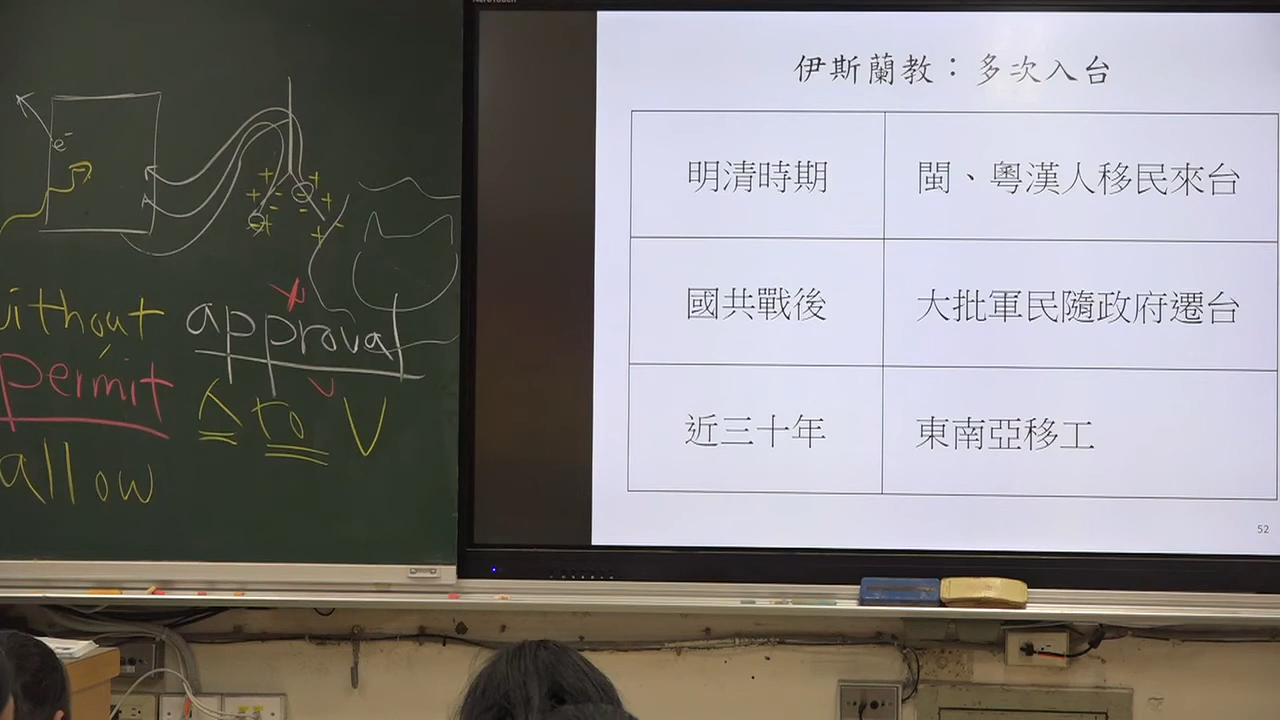 伊斯蘭教：多次入台
明清時期 閩、粵漢人移民來台
國共戰後 大批軍民隨政府遷台
近三十年 東南亞移工
52
e⁻
without approval
permit to V
allow